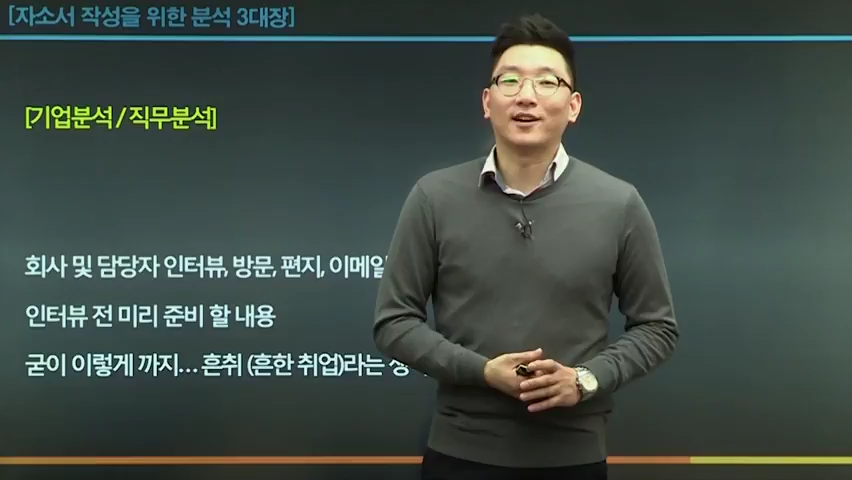 [자소서 작성을 위한 분석 3대장]
[기업분석 / 직무분석]
회사 및 담당자 인터뷰, 방문, 편지, 이메일
인터뷰 전 미리 준비 할 내용
굳이 이렇게 까지... 흔취 (흔한 취업)라는